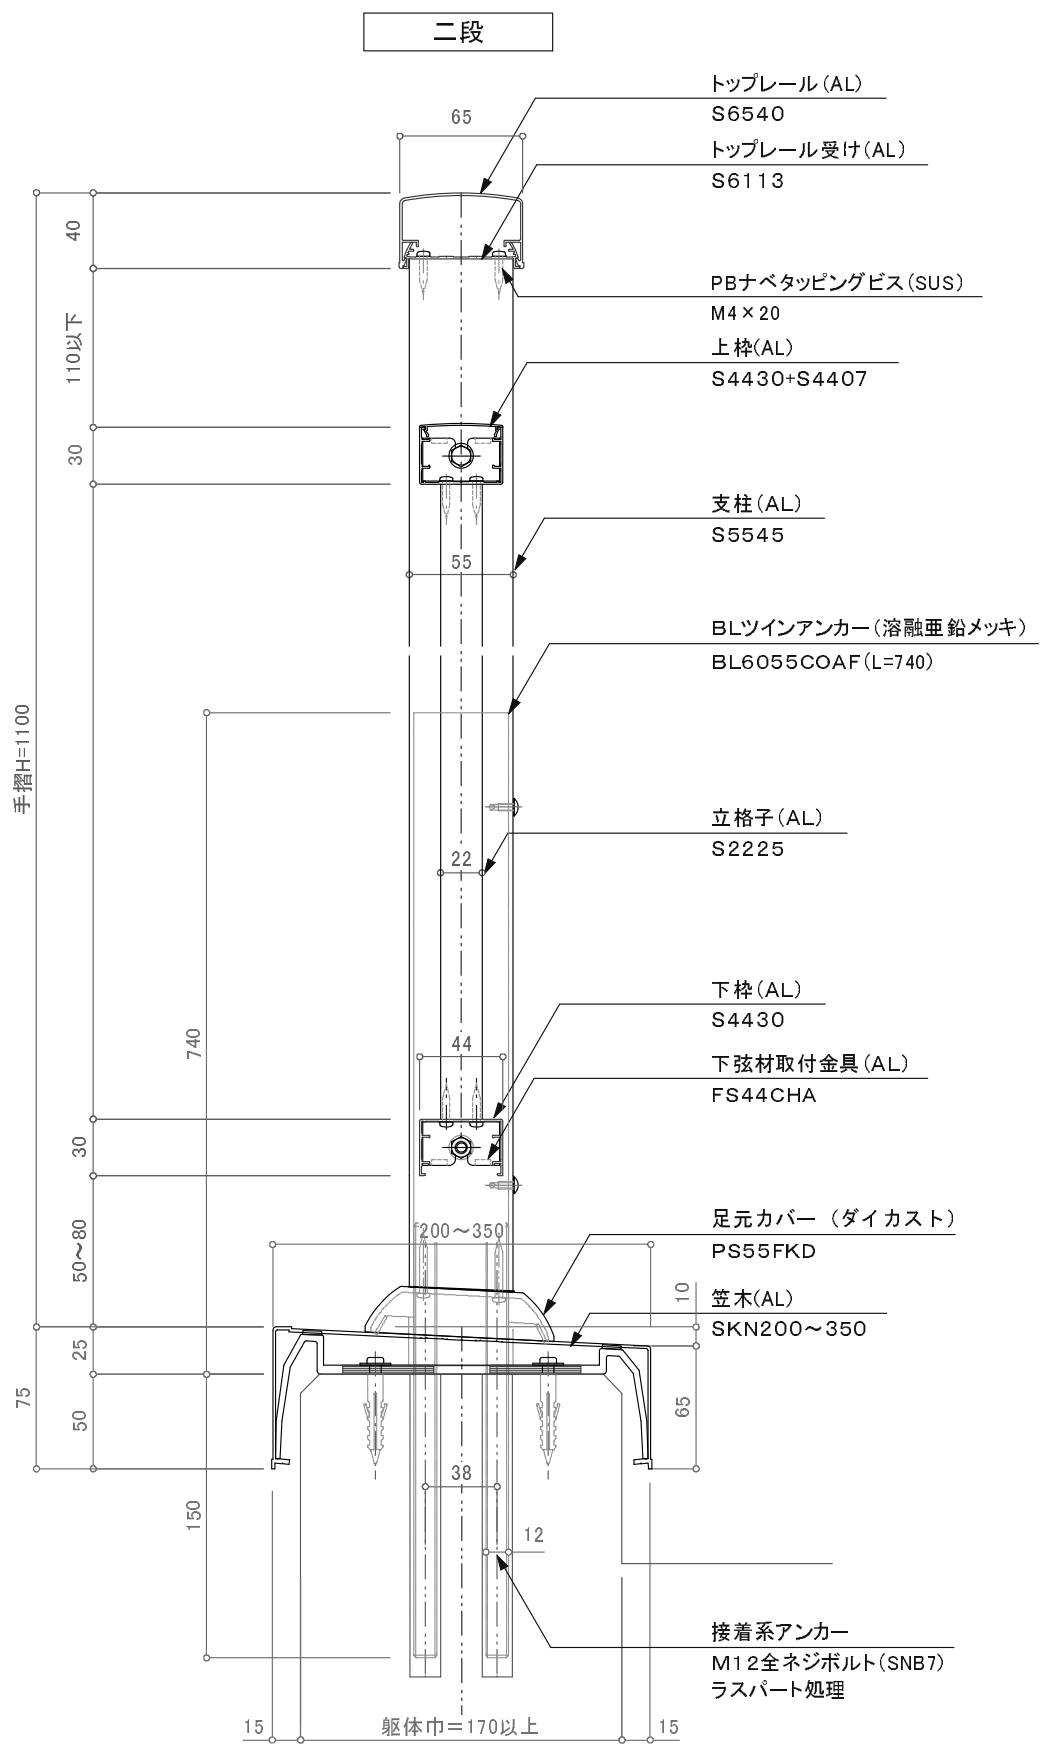 二段
トップレール(AL)
S6540
65
トップレール受け(AL)
S6113
40
PBナベタッピングビス(SUS)
M4×20
110以下
上枠(AL)
S4430+S4407
30
支柱(AL)
S5545
55
BLツインアンカー(溶融亜鉛メッキ)
BL6055COAF(L=740)
手摺H=1100
立格子(AL)
S2225
22
下枠(AL)
S4430
740
44
下弦材取付金具(AL)
FS44CHA
30
足元カバー (ダイカスト)
PS55FKD
200〜350
50〜80
10
笠木(AL)
SKN200〜350
25
75
50
65
38
150
12
接着系アンカー
M12全ネジボルト(SNB7)
ラスパート処理
15
躯体巾=170以上
15